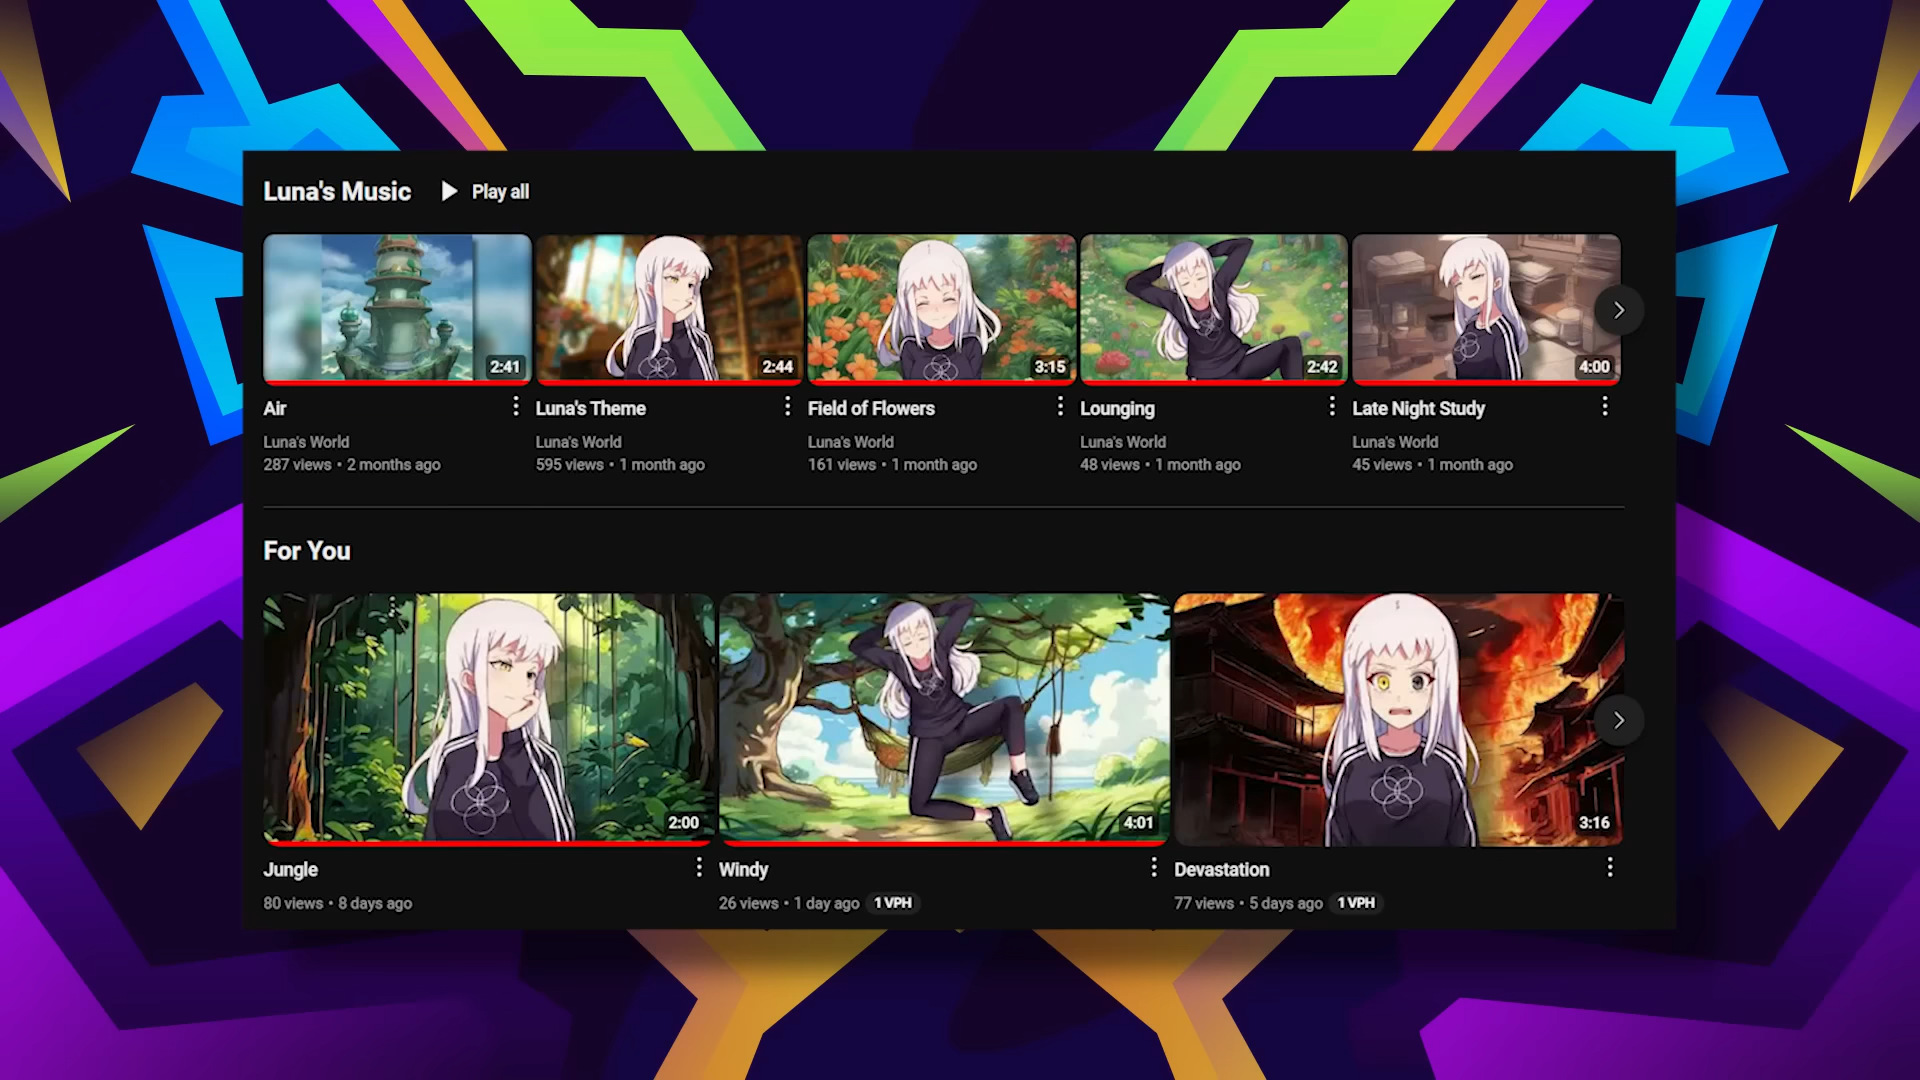 Luna's Music
Play all
2:41
2:44
3:15
2:42
4:00
Air
Luna's Theme
Field of Flowers
Lounging
Late Night Study
Luna's World
Luna's World
Luna's World
Luna's World
Luna's World
287 views • 2 months ago
595 views • 1 month ago
161 views • 1 month ago
48 views • 1 month ago
45 views • 1 month ago
For You
2:00
4:01
3:16
Jungle
Windy
Devastation
80 views • 8 days ago
26 views • 1 day ago 1 VPH
77 views • 5 days ago 1 VPH